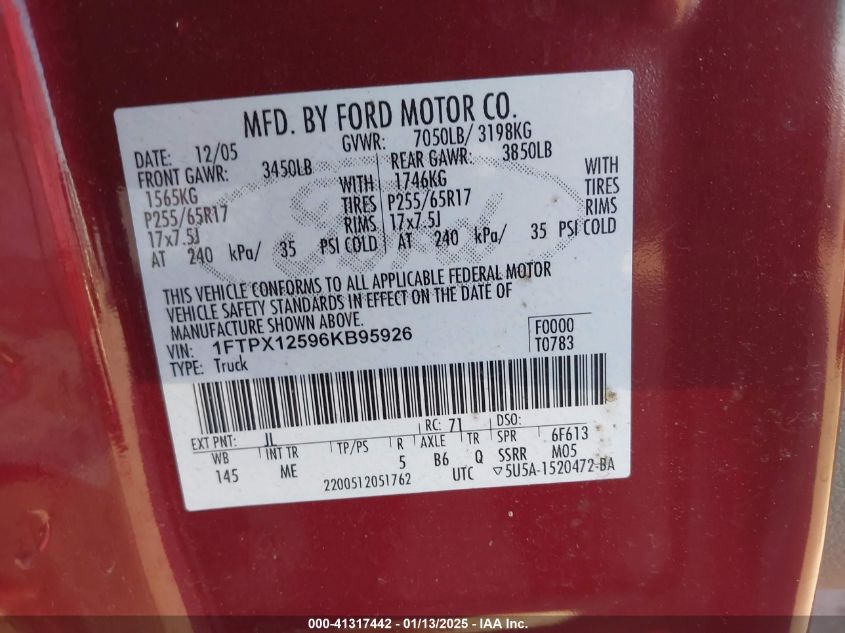 MFD. BY FORD MOTOR CO.
DATE: 12/05 GVWR: 7050LB/ 3198KG
FRONT GAWR: 3450LB REAR GAWR: 3850LB
1565KG WITH 1746KG WITH
P255/65R17 TIRES P255/65R17 TIRES
17x7.5J RIMS 17x7.5J RIMS
AT 240 kPa/ 35 PSI COLD AT 240 kPa/ 35 PSI COLD
Ford
THIS VEHICLE CONFORMS TO ALL APPLICABLE FEDERAL MOTOR
VEHICLE SAFETY STANDARDS IN EFFECT ON THE DATE OF
MANUFACTURE SHOWN ABOVE.
VIN: 1FTPX12596KB95926 F0000
TYPE: Truck T0783
EXT PNT: JL RC: 71 DSO:
WB INT TR TP/PS R AXLE TR SPR 6F613
145 ME 5 B6 Q SSRR M05
2200512051762 UTC ▽5U5A-1520472-BA
000-41317442 - 01/13/2025 - IAA Inc.